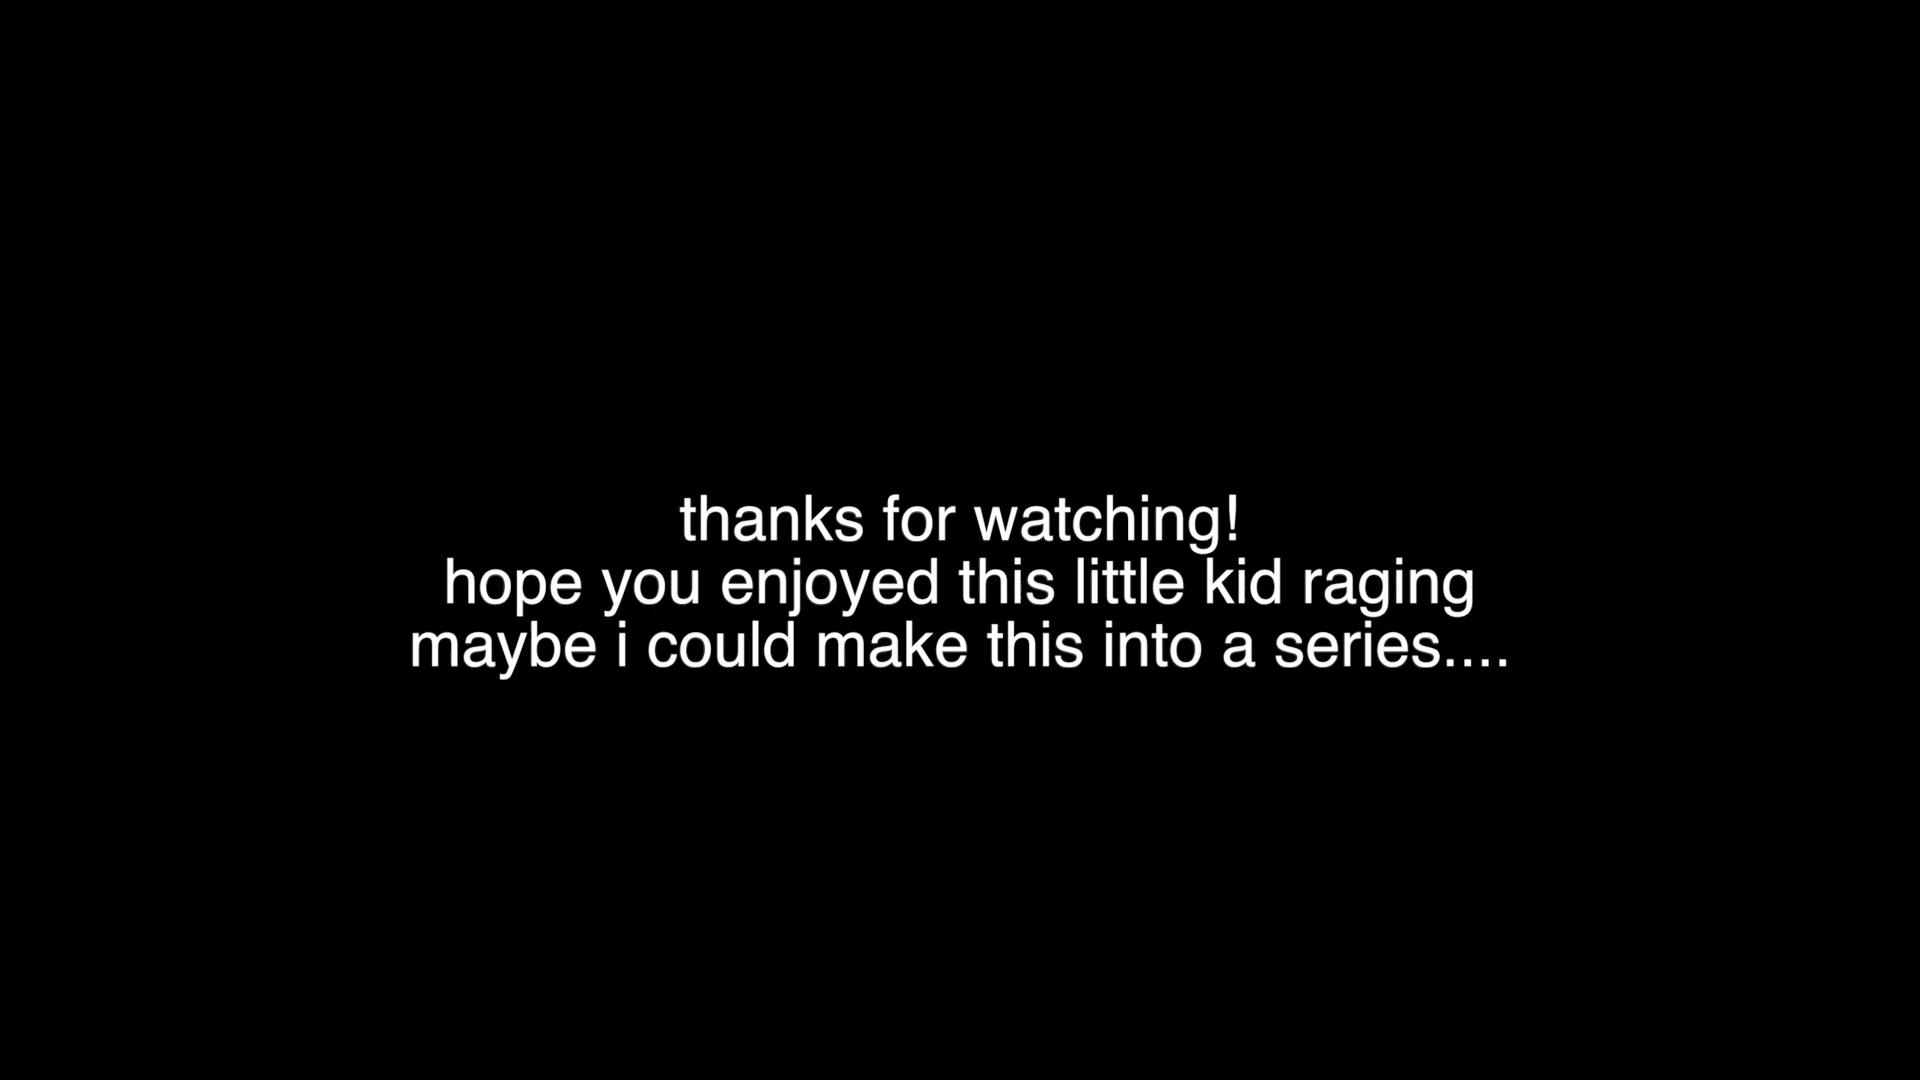 thanks for watching!
hope you enjoyed this little kid raging
maybe i could make this into a series....